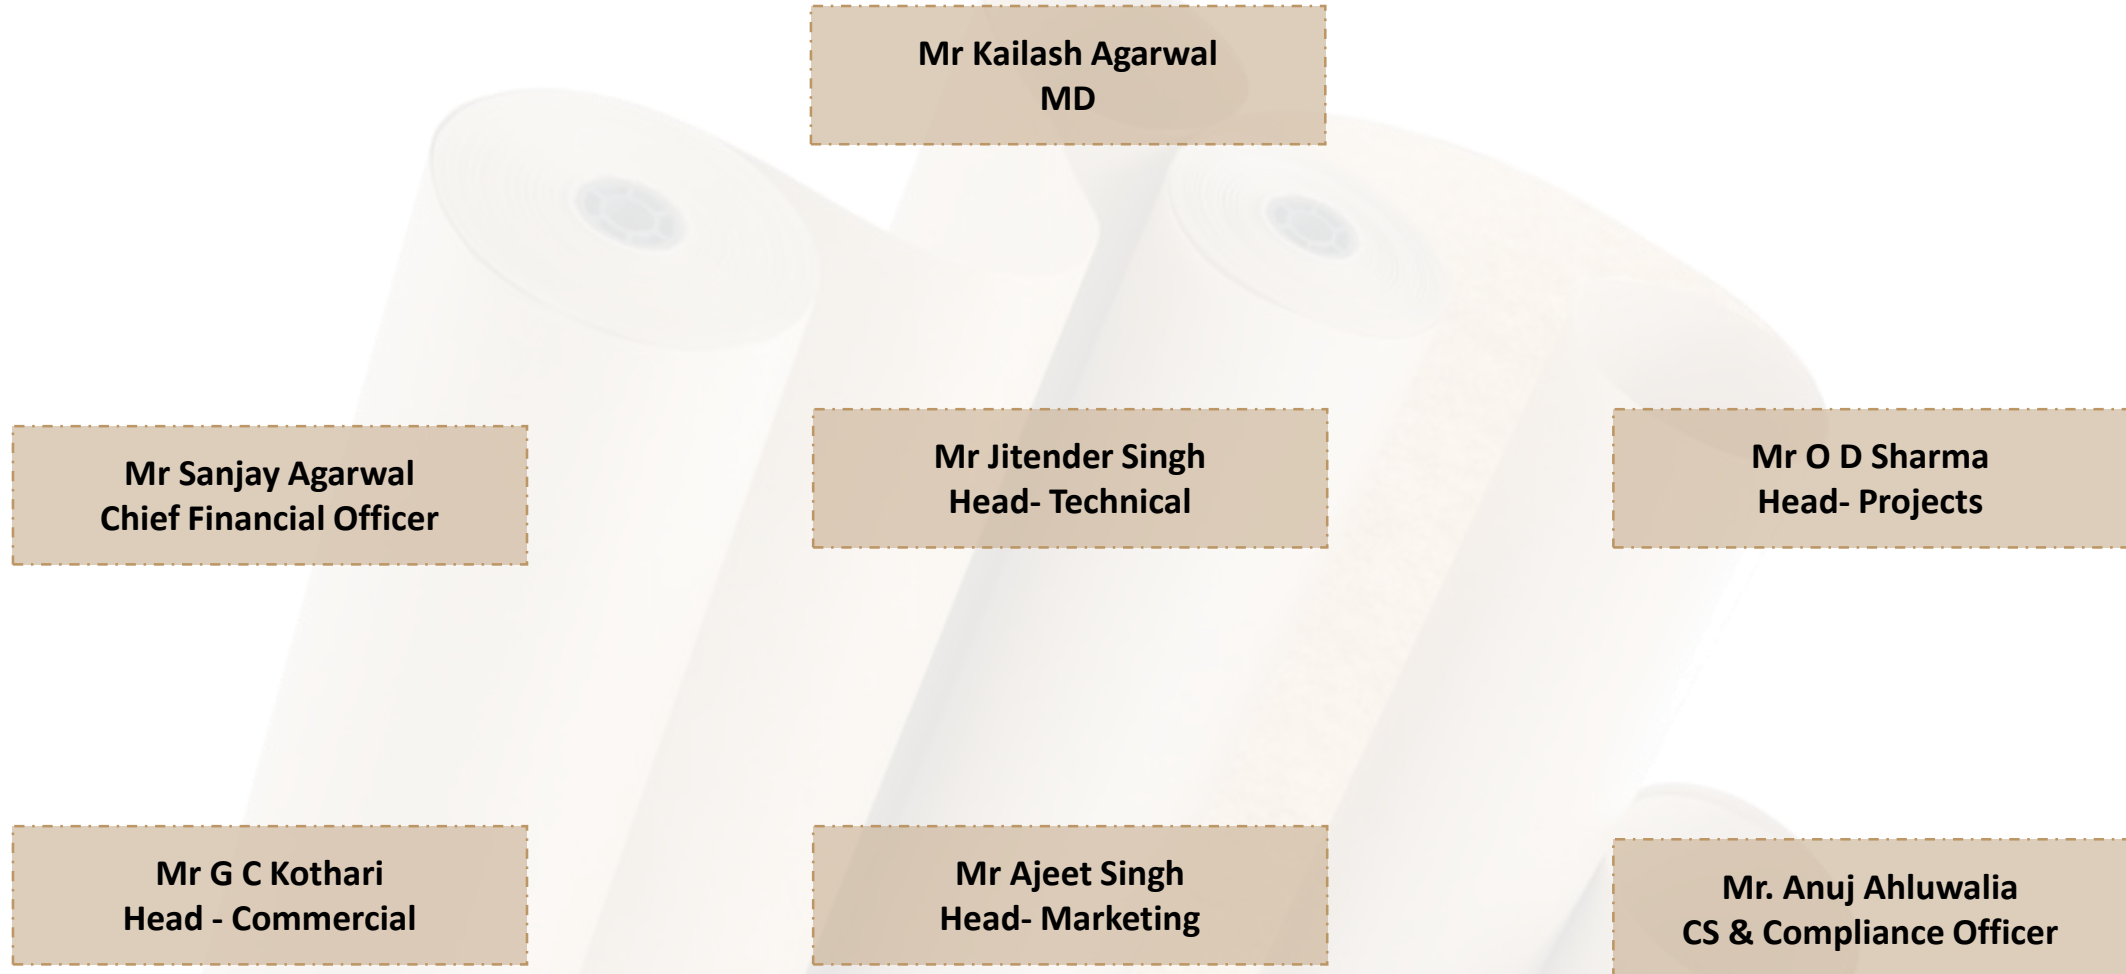 Mr Kailash Agarwal
MD
Mr Sanjay Agarwal
Chief Financial Officer
Mr Jitender Singh
Head- Technical
Mr O D Sharma
Head- Projects
Mr G C Kothari
Head - Commercial
Mr Ajeet Singh
Head- Marketing
Mr. Anuj Ahluwalia
CS & Compliance Officer